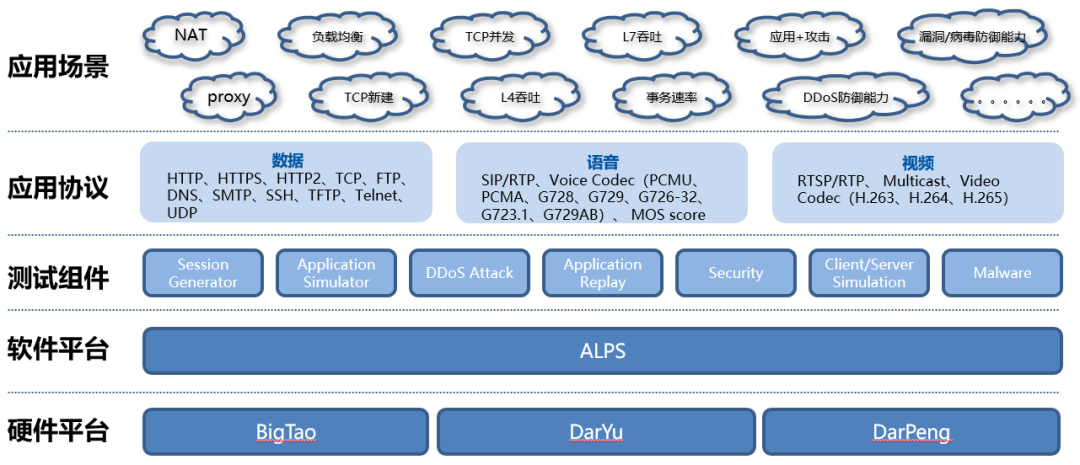 应用场景
NAT
负载均衡
TCP并发
L7吞吐
应用+攻击
漏洞/病毒防御能力
proxy
TCP新建
L4吞吐
事务速率
DDoS防御能力
。。。。。。
应用协议
数据
HTTP、HTTPS、HTTP2、TCP、FTP、
DNS、SMTP、SSH、TFTP、Telnet、
UDP
语音
SIP/RTP、Voice Codec（PCMU、
PCMA、G728、G729、G726-32、
G723.1、G729AB）、 MOS score
视频
RTSP/RTP、 Multicast、Video
Codec（H.263、H.264、H.265）
测试组件
Session
Generator
Application
Simulator
DDoS Attack
Application
Replay
Security
Client/Server
Simulation
Malware
软件平台
ALPS
硬件平台
BigTao
DarYu
DarPeng